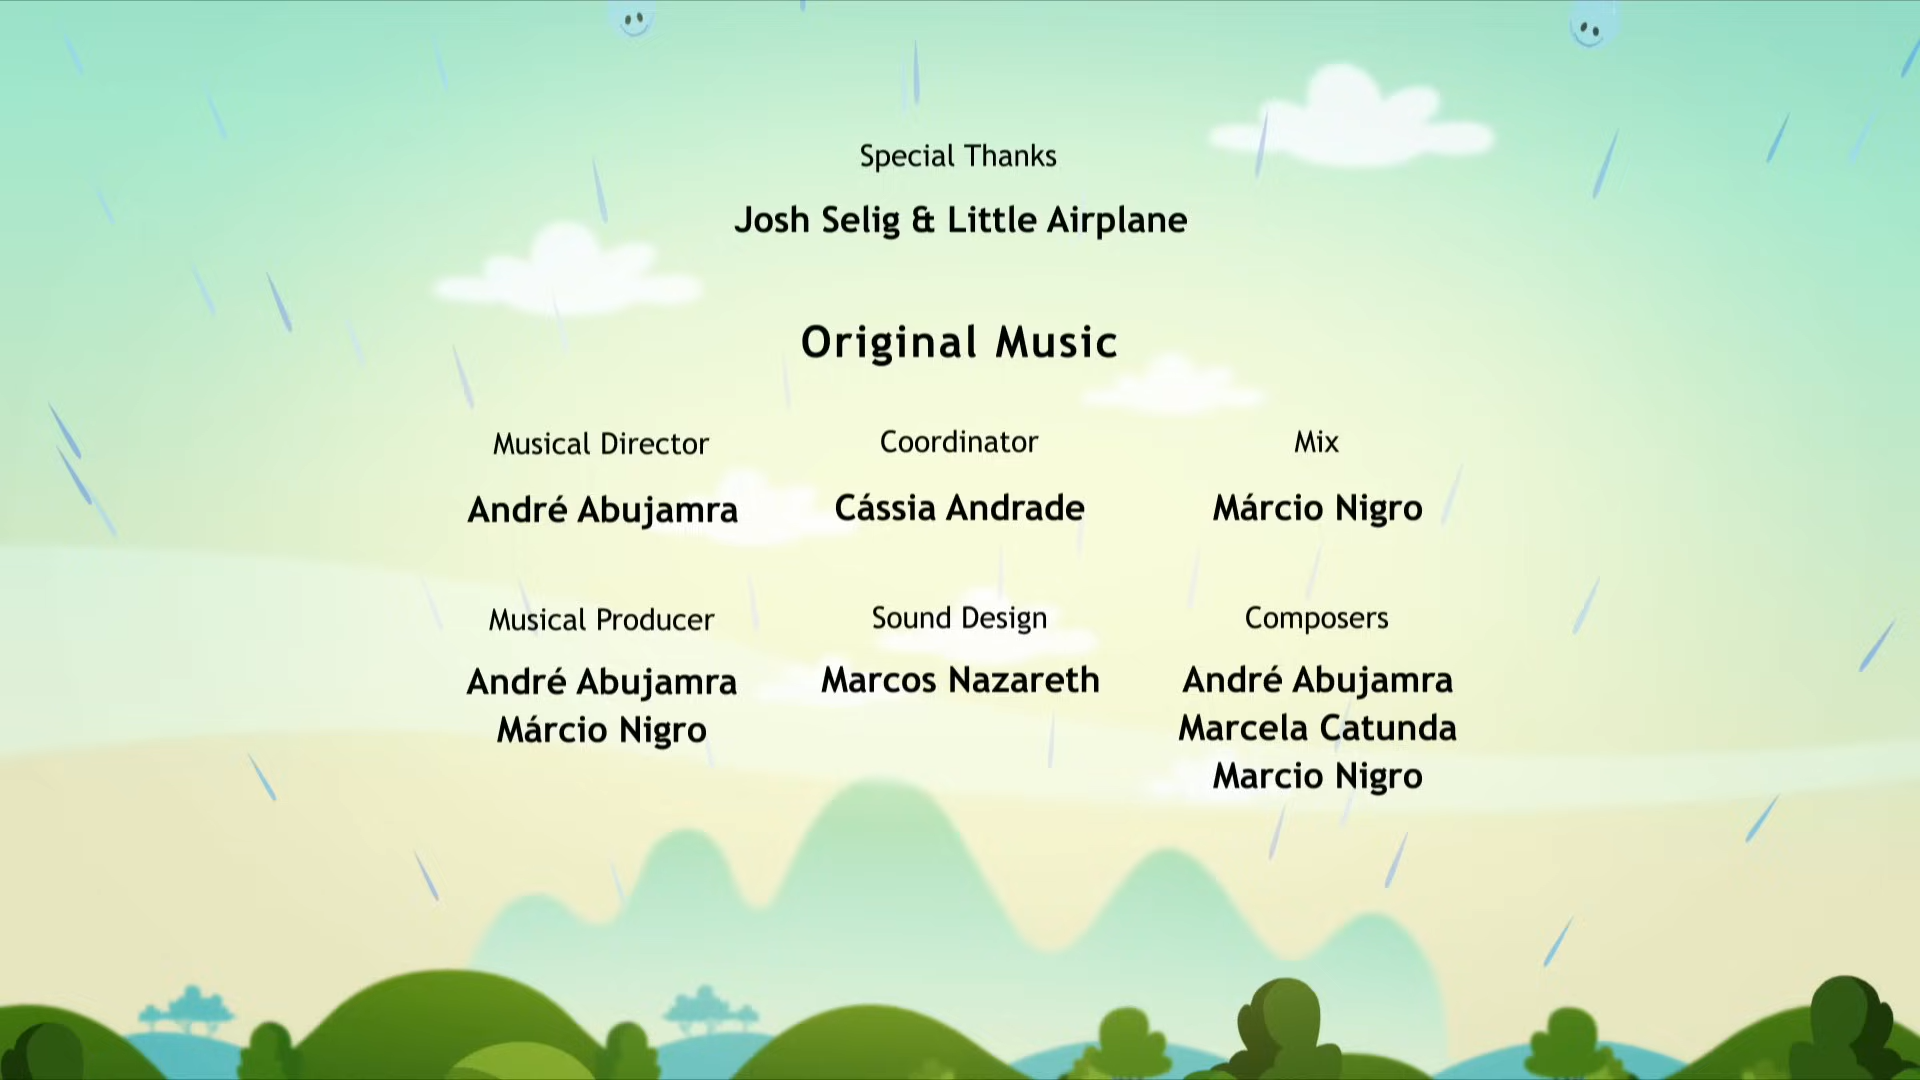 Special Thanks
Josh Selig & Little Airplane
Original Music
Musical Director
André Abujamra
Coordinator
Cássia Andrade
Mix
Márcio Nigro
Musical Producer
André Abujamra
Márcio Nigro
Sound Design
Marcos Nazareth
Composers
André Abujamra
Marcela Catunda
Marcio Nigro